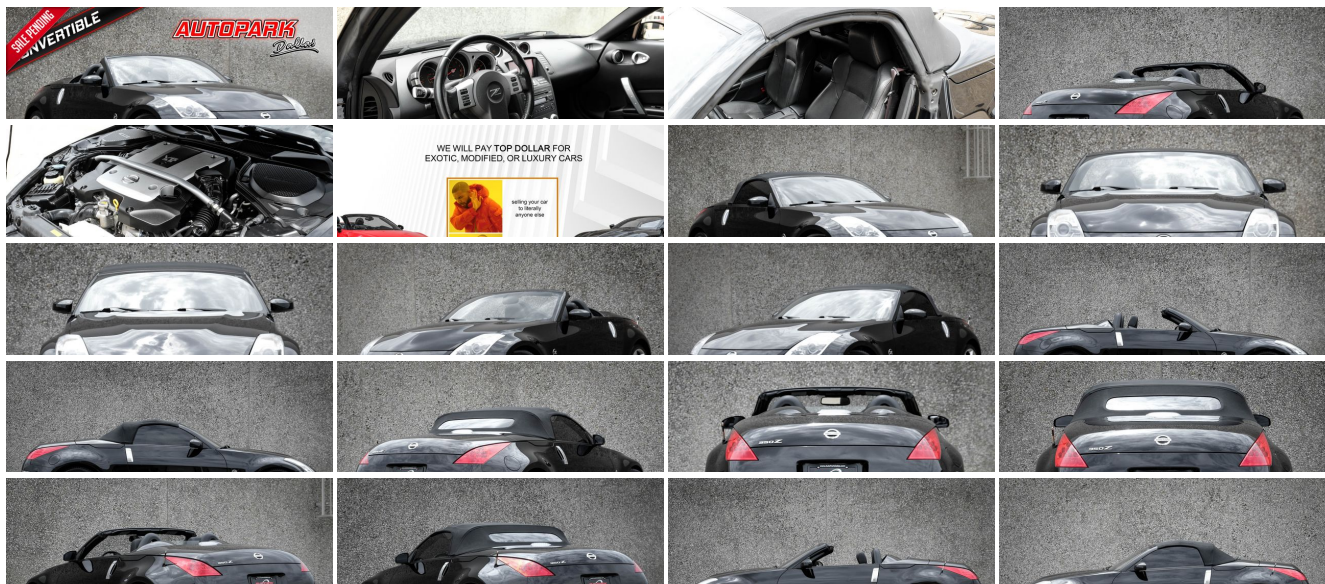 SALE PENDING
CONVERTIBLE
AUTOPARK
Dallas
Z
WE WILL PAY TOP DOLLAR FOR
EXOTIC, MODIFIED, OR LUXURY CARS
selling your car
to literally
anyone else
350Z
350Z